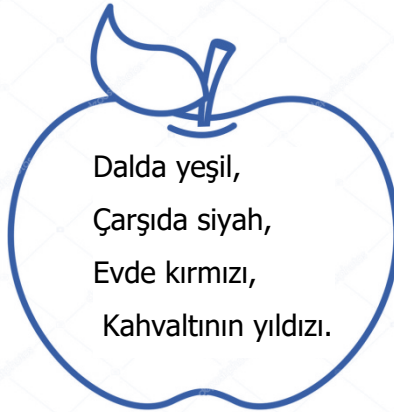 Dalda yeşil,
Çarşıda siyah,
Evde kırmızı,
Kahvaltının yıldızı.